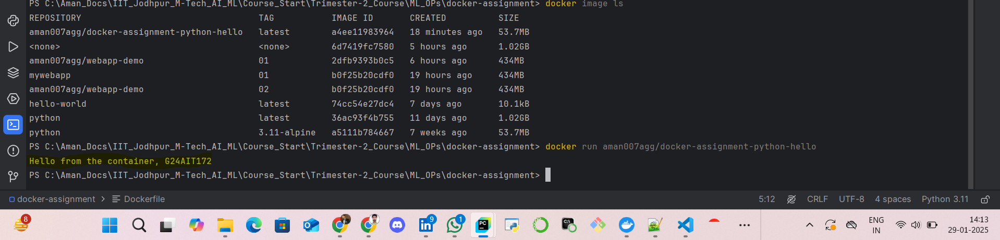 PS C:\Aman_Docs\IIT_Jodhpur_M-Tech_AI_ML\Course_Start\Trimester-2_Course\ML_OPs\docker-assignment> docker image ls
REPOSITORY TAG IMAGE ID CREATED SIZE
aman007agg/docker-assignment-python-hello latest a4ee11983964 18 minutes ago 53.7MB
<none> <none> 6d7419fc7580 5 hours ago 1.02GB
aman007agg/webapp-demo 01 2dfb9393b0c5 6 hours ago 434MB
mywebapp 01 b0f25b20cdf0 19 hours ago 434MB
aman007agg/webapp-demo 02 b0f25b20cdf0 19 hours ago 434MB
hello-world latest 74cc54e27dc4 7 days ago 10.1kB
python latest 36ac93f4b755 11 days ago 1.02GB
python 3.11-alpine a5111b784667 7 weeks ago 53.7MB
PS C:\Aman_Docs\IIT_Jodhpur_M-Tech_AI_ML\Course_Start\Trimester-2_Course\ML_OPs\docker-assignment> docker run aman007agg/docker-assignment-python-hello
Hello from the container, G24AIT172
PS C:\Aman_Docs\IIT_Jodhpur_M-Tech_AI_ML\Course_Start\Trimester-2_Course\ML_OPs\docker-assignment>
docker-assignment > Dockerfile 5:12 CRLF UTF-8 4 spaces Python 3.11
8 9 1 PC C:\ ENG 14:13
IN 29-01-2025